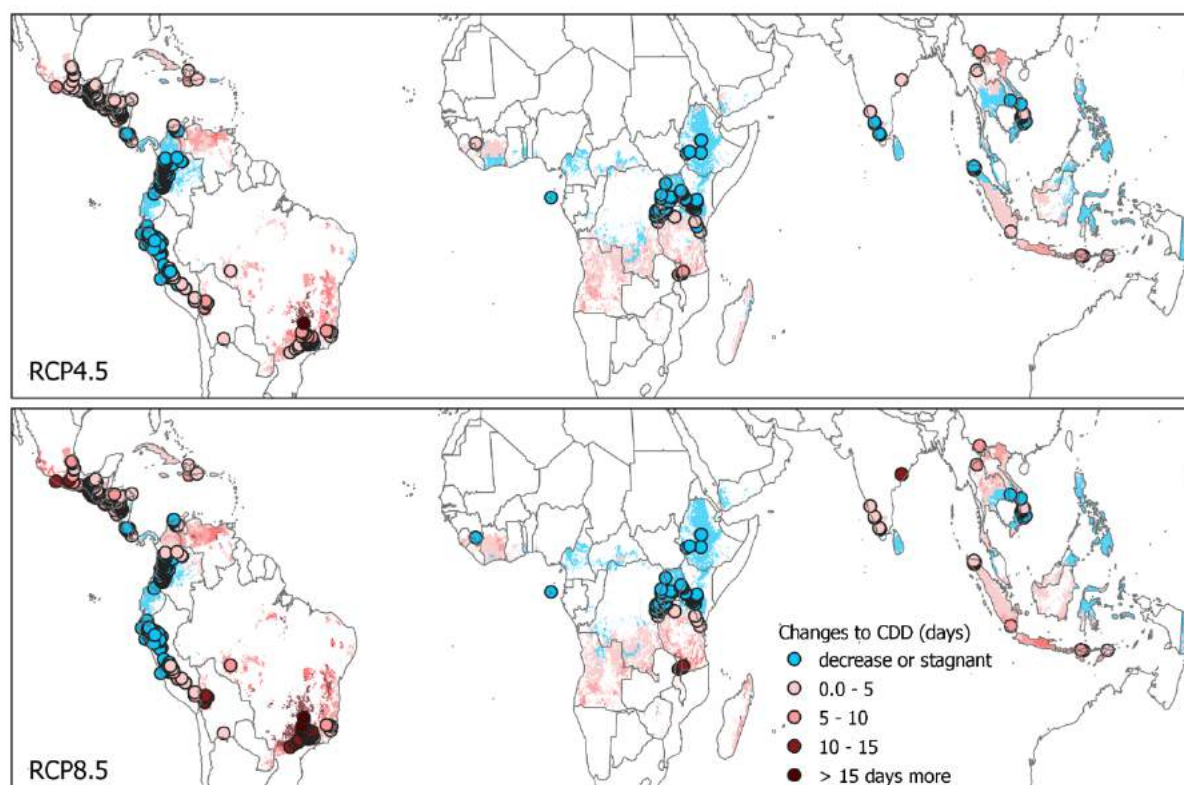 RCP4.5
RCP8.5
Changes to CDD (days)
decrease or stagnant
0.0 - 5
5 - 10
10 - 15
> 15 days more